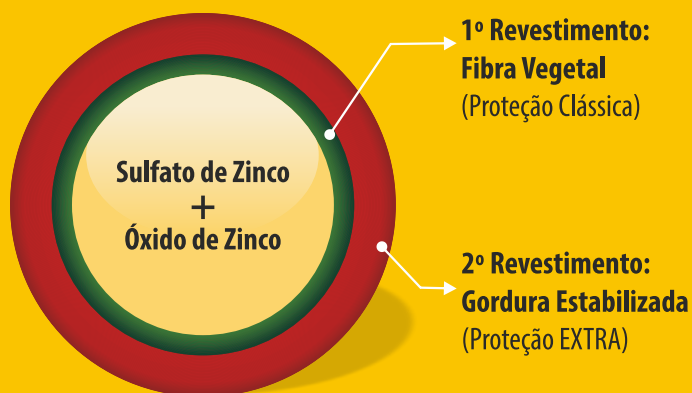 Sulfato de Zinco
+
Óxido de Zinco
1º Revestimento:
Fibra Vegetal
(Proteção Clássica)
2º Revestimento:
Gordura Estabilizada
(Proteção EXTRA)